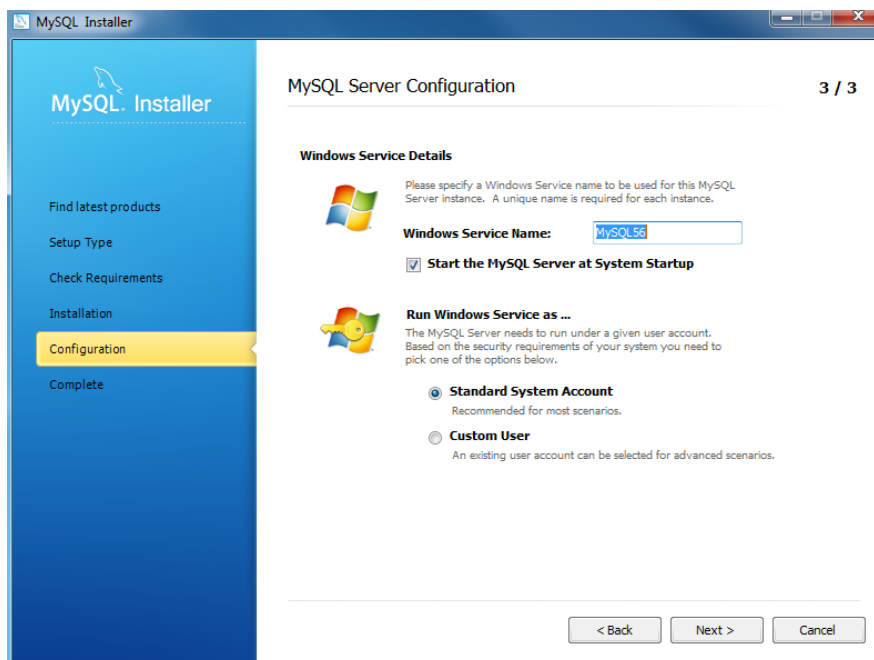 MySQL Installer
MySQL. Installer
Find latest products
Setup Type
Check Requirements
Installation
Configuration
Complete
MySQL Server Configuration
3 / 3
Windows Service Details
Please specify a Windows Service name to be used for this MySQL
Server instance. A unique name is required for each instance.
Windows Service Name:
MySQL56
Start the MySQL Server at System Startup
Run Windows Service as ...
The MySQL Server needs to run under a given user account.
Based on the security requirements of your system you need to
pick one of the options below.
Standard System Account
Recommended for most scenarios.
Custom User
An existing user account can be selected for advanced scenarios.
< Back
Next >
Cancel